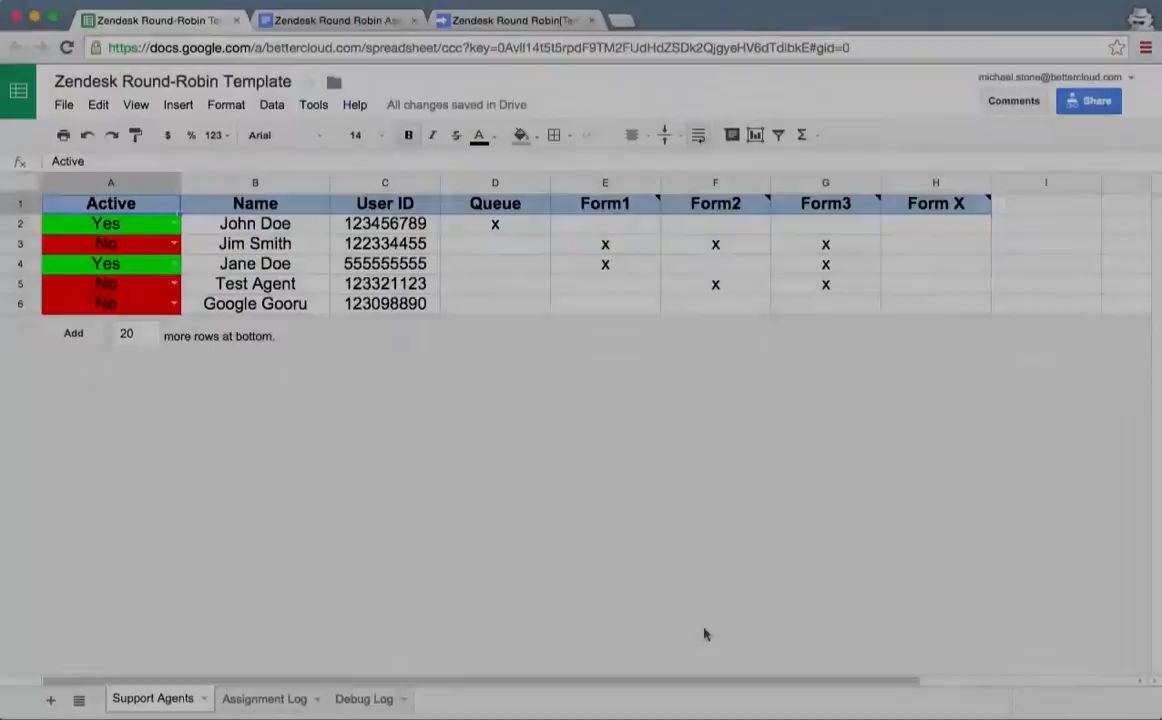 Zendesk Round-Robin Te
Zendesk Round Robin As
Zendesk Round Robin[Te
https://docs.google.com/a/bettercloud.com/spreadsheet/ccc?key=0AvIl14t5t5rpdF9TM2FUdHdZSDk2QjgyeHV6dTdibkE#gid=0
Zendesk Round-Robin Template
michael.stone@bettercloud.com
File Edit View Insert Format Data Tools Help All changes saved in Drive
Comments Share
$ % 123 Arial 14 B I S A Σ
fx Active
A B C D E F G H I
1 Active Name User ID Queue Form1 Form2 Form3 Form X
2 Yes John Doe 123456789 x
3 No Jim Smith 122334455 x x x
4 Yes Jane Doe 555555555 x x
5 No Test Agent 123321123 x x
6 No Google Gooru 123098890
Add 20 more rows at bottom.
+ Support Agents Assignment Log Debug Log